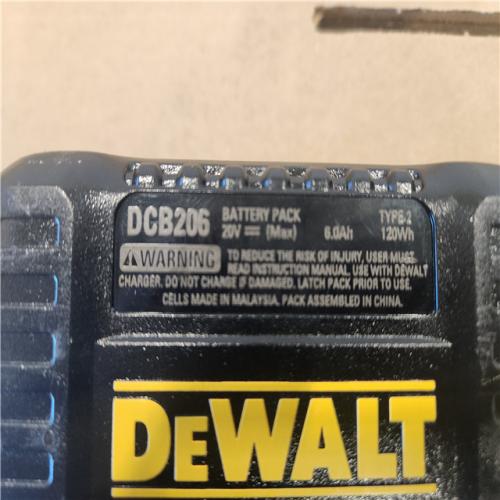 DCB206 BATTERY PACK TYPE 2
20V ⎓ (Max) 6.0Ah 120Wh
⚠WARNING TO REDUCE THE RISK OF INJURY, USER MUST
READ INSTRUCTION MANUAL. USE WITH DEWALT
CHARGER. DO NOT CHARGE IF DAMAGED. LATCH PACK PRIOR TO USE.
CELLS MADE IN MALAYSIA. PACK ASSEMBLED IN CHINA.
DEWALT